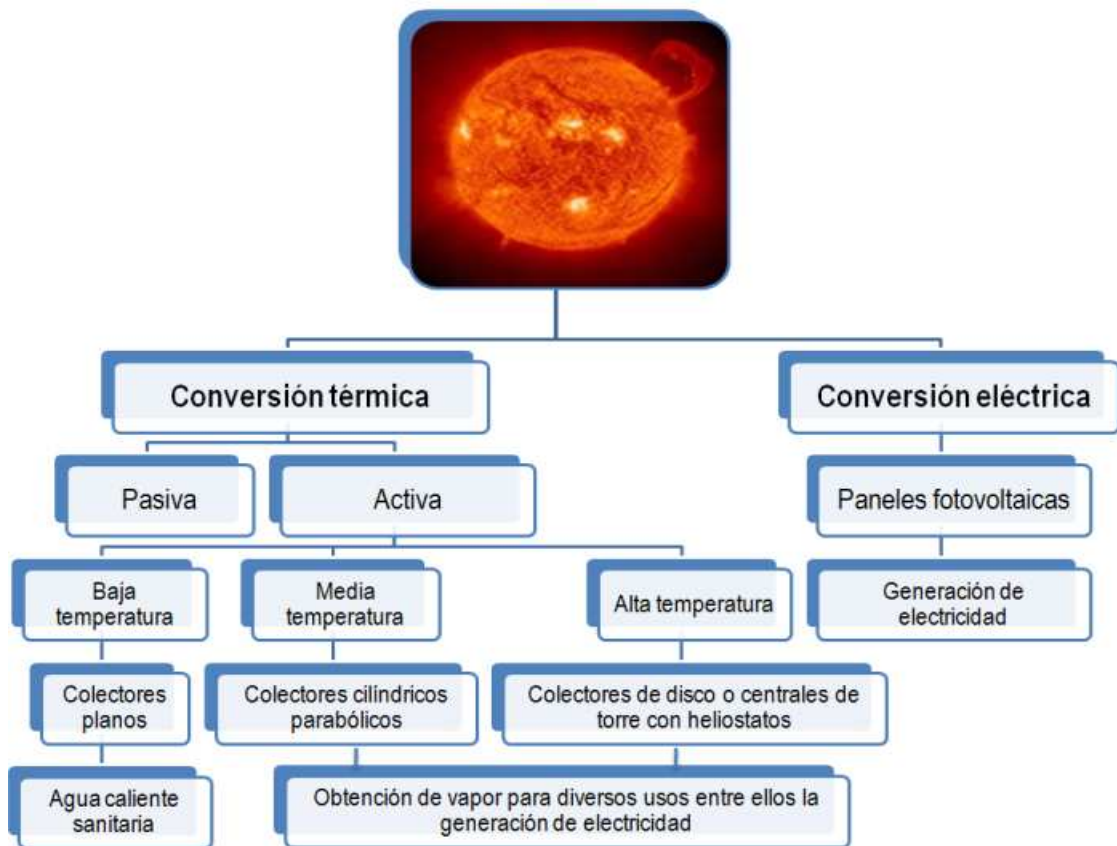 Conversión térmica
Conversión eléctrica
Pasiva
Activa
Paneles fotovoltaicas
Baja
temperatura
Media
temperatura
Alta temperatura
Generación de
electricidad
Colectores
planos
Colectores cilíndricos
parabólicos
Colectores de disco o centrales de
torre con heliostatos
Agua caliente
sanitaria
Obtención de vapor para diversos usos entre ellos la
generación de electricidad